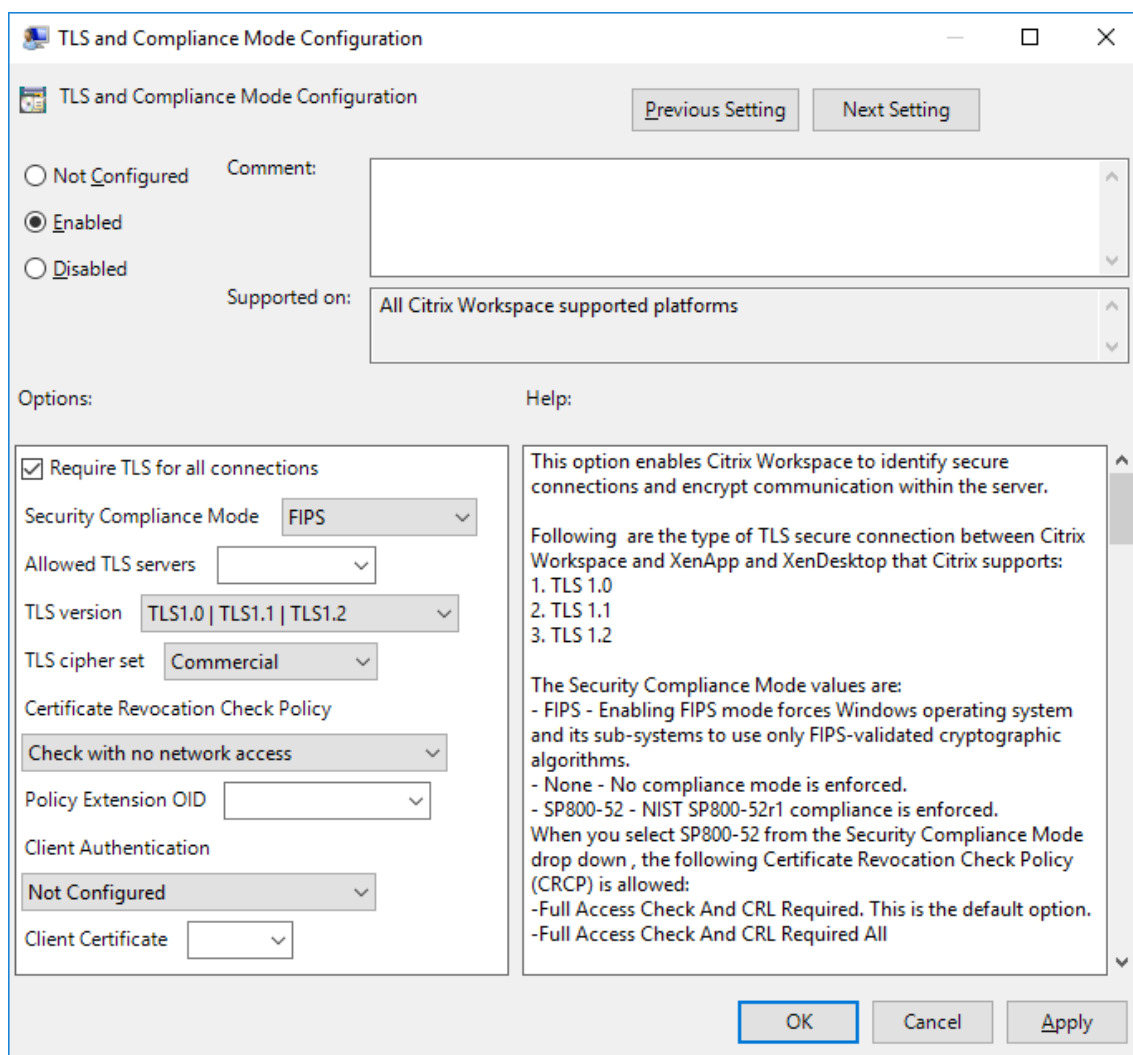 TLS and Compliance Mode Configuration
TLS and Compliance Mode Configuration
Previous Setting
Next Setting
Not Configured
Enabled
Disabled
Comment:
Supported on:
All Citrix Workspace supported platforms
Options:
Help:
Require TLS for all connections
Security Compliance Mode
FIPS
Allowed TLS servers
TLS version
TLS1.0 | TLS1.1 | TLS1.2
TLS cipher set
Commercial
Certificate Revocation Check Policy
Check with no network access
Policy Extension OID
Client Authentication
Not Configured
Client Certificate
This option enables Citrix Workspace to identify secure
connections and encrypt communication within the server.
Following  are the type of TLS secure connection between Citrix
Workspace and XenApp and XenDesktop that Citrix supports:
1. TLS 1.0
2. TLS 1.1
3. TLS 1.2
The Security Compliance Mode values are:
- FIPS - Enabling FIPS mode forces Windows operating system
and its sub-systems to use only FIPS-validated cryptographic
algorithms.
- None - No compliance mode is enforced.
- SP800-52 - NIST SP800-52r1 compliance is enforced.
When you select SP800-52 from the Security Compliance Mode
drop down , the following Certificate Revocation Check Policy
(CRCP) is allowed:
-Full Access Check And CRL Required. This is the default option.
-Full Access Check And CRL Required All
OK
Cancel
Apply